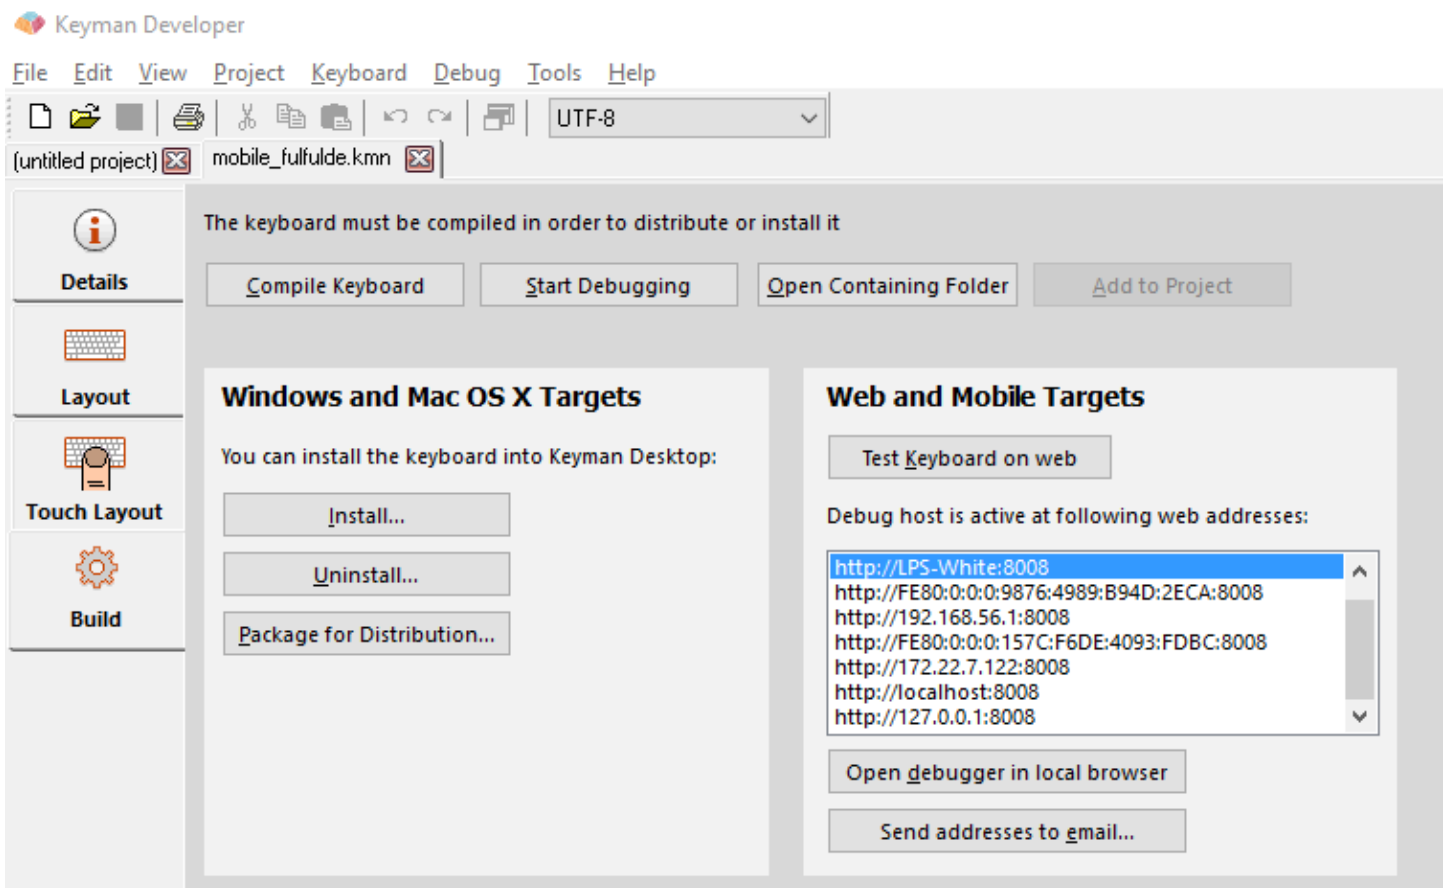 Keyman Developer
File Edit View Project Keyboard Debug Tools Help
UTF-8
(untitled project) mobile_fulfulde.kmn
Details
Layout
Touch Layout
Build
The keyboard must be compiled in order to distribute or install it
Compile Keyboard Start Debugging Open Containing Folder Add to Project
Windows and Mac OS X Targets
You can install the keyboard into Keyman Desktop:
Install...
Uninstall...
Package for Distribution...
Web and Mobile Targets
Test Keyboard on web
Debug host is active at following web addresses:
http://LPS-White:8008
http://FE80:0:0:0:9876:4989:B94D:2ECA:8008
http://192.168.56.1:8008
http://FE80:0:0:0:157C:F6DE:4093:FDBC:8008
http://172.22.7.122:8008
http://localhost:8008
http://127.0.0.1:8008
Open debugger in local browser
Send addresses to email...